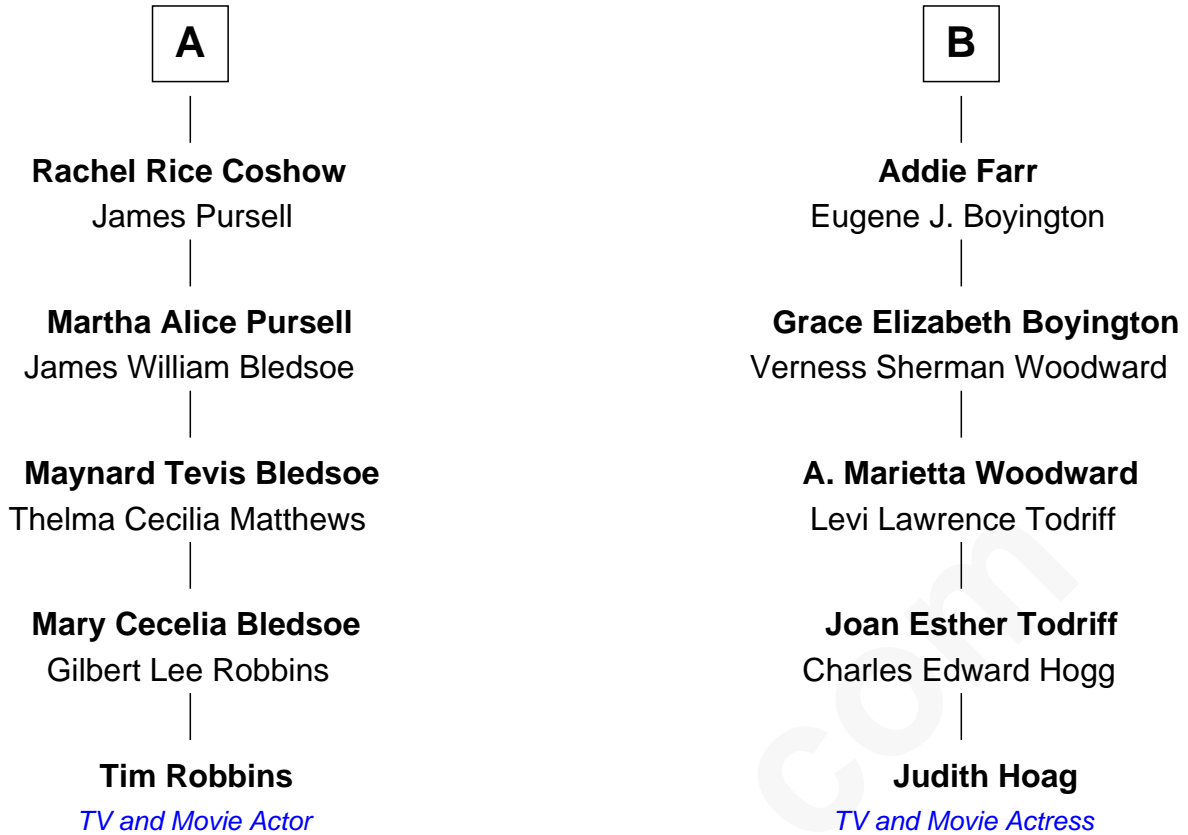 A
Rachel Rice Coshow
James Pursell
Martha Alice Pursell
James William Bledsoe
Maynard Tevis Bledsoe
Thelma Cecilia Matthews
Mary Cecelia Bledsoe
Gilbert Lee Robbins
Tim Robbins
TV and Movie Actor
B
Addie Farr
Eugene J. Boyington
Grace Elizabeth Boyington
Verness Sherman Woodward
A. Marietta Woodward
Levi Lawrence Todriff
Joan Esther Todriff
Charles Edward Hogg
Judith Hoag
TV and Movie Actress
com